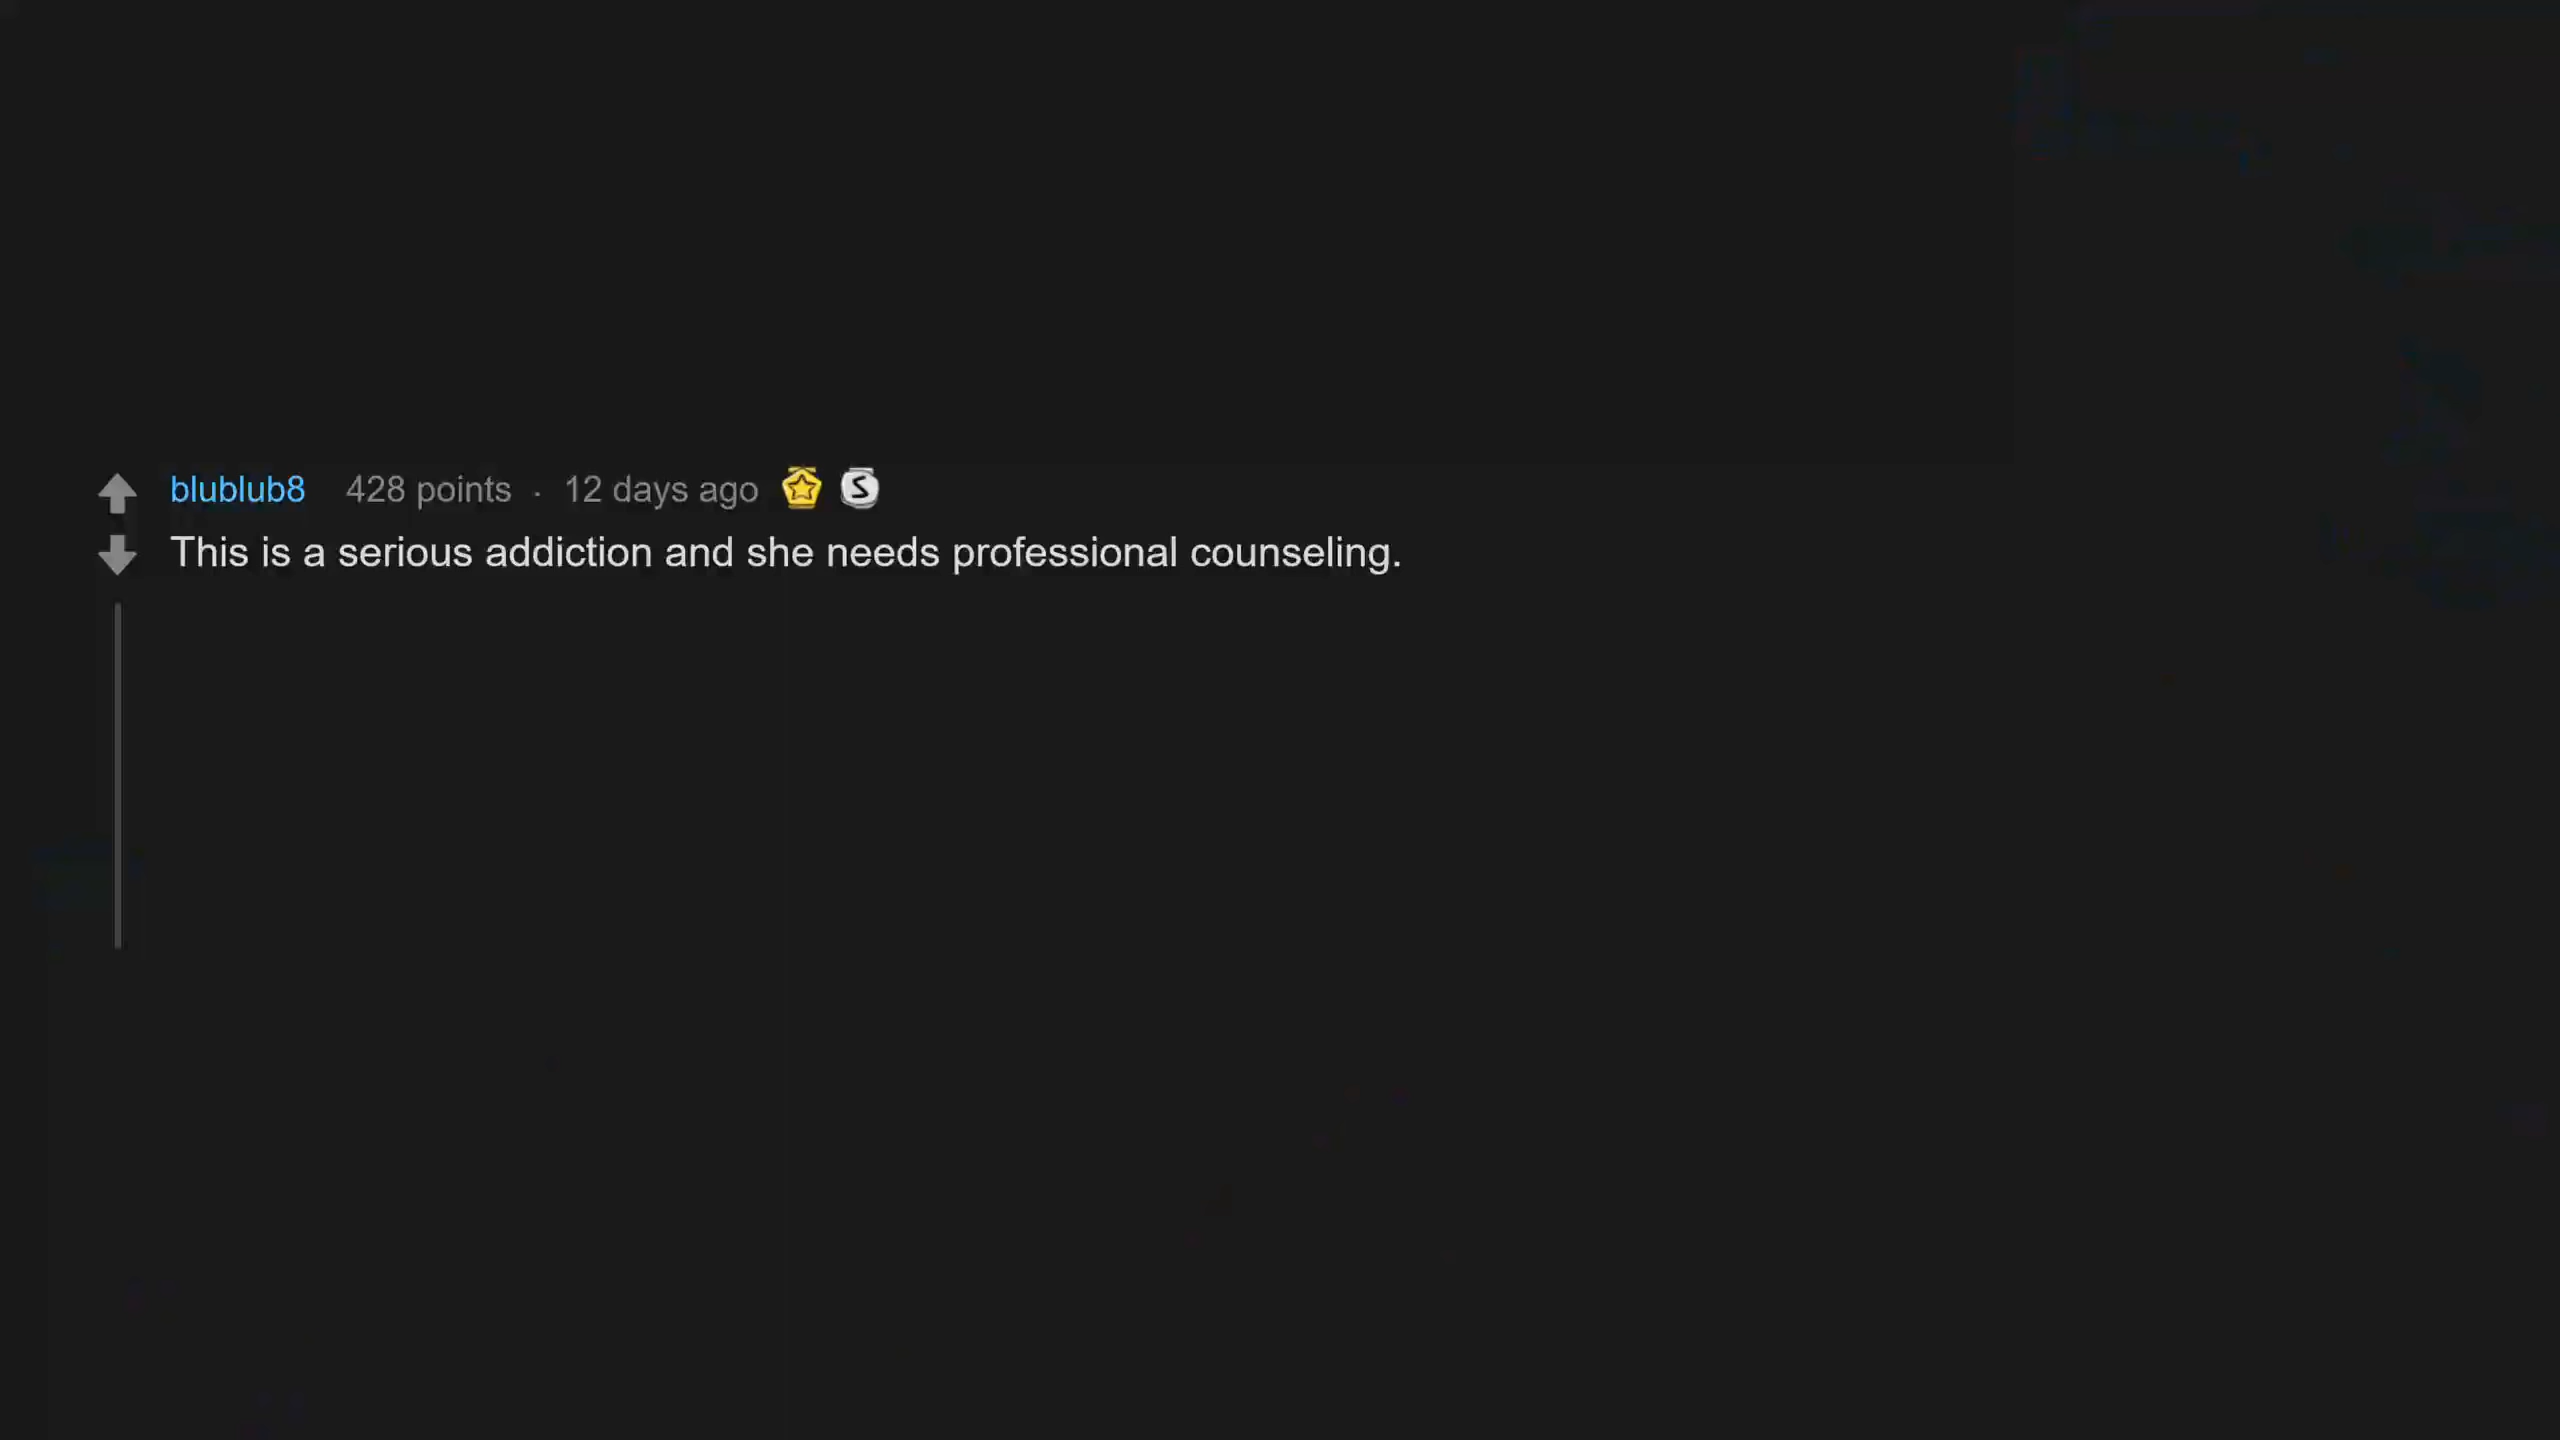 blublub8 428 points · 12 days ago S
This is a serious addiction and she needs professional counseling.